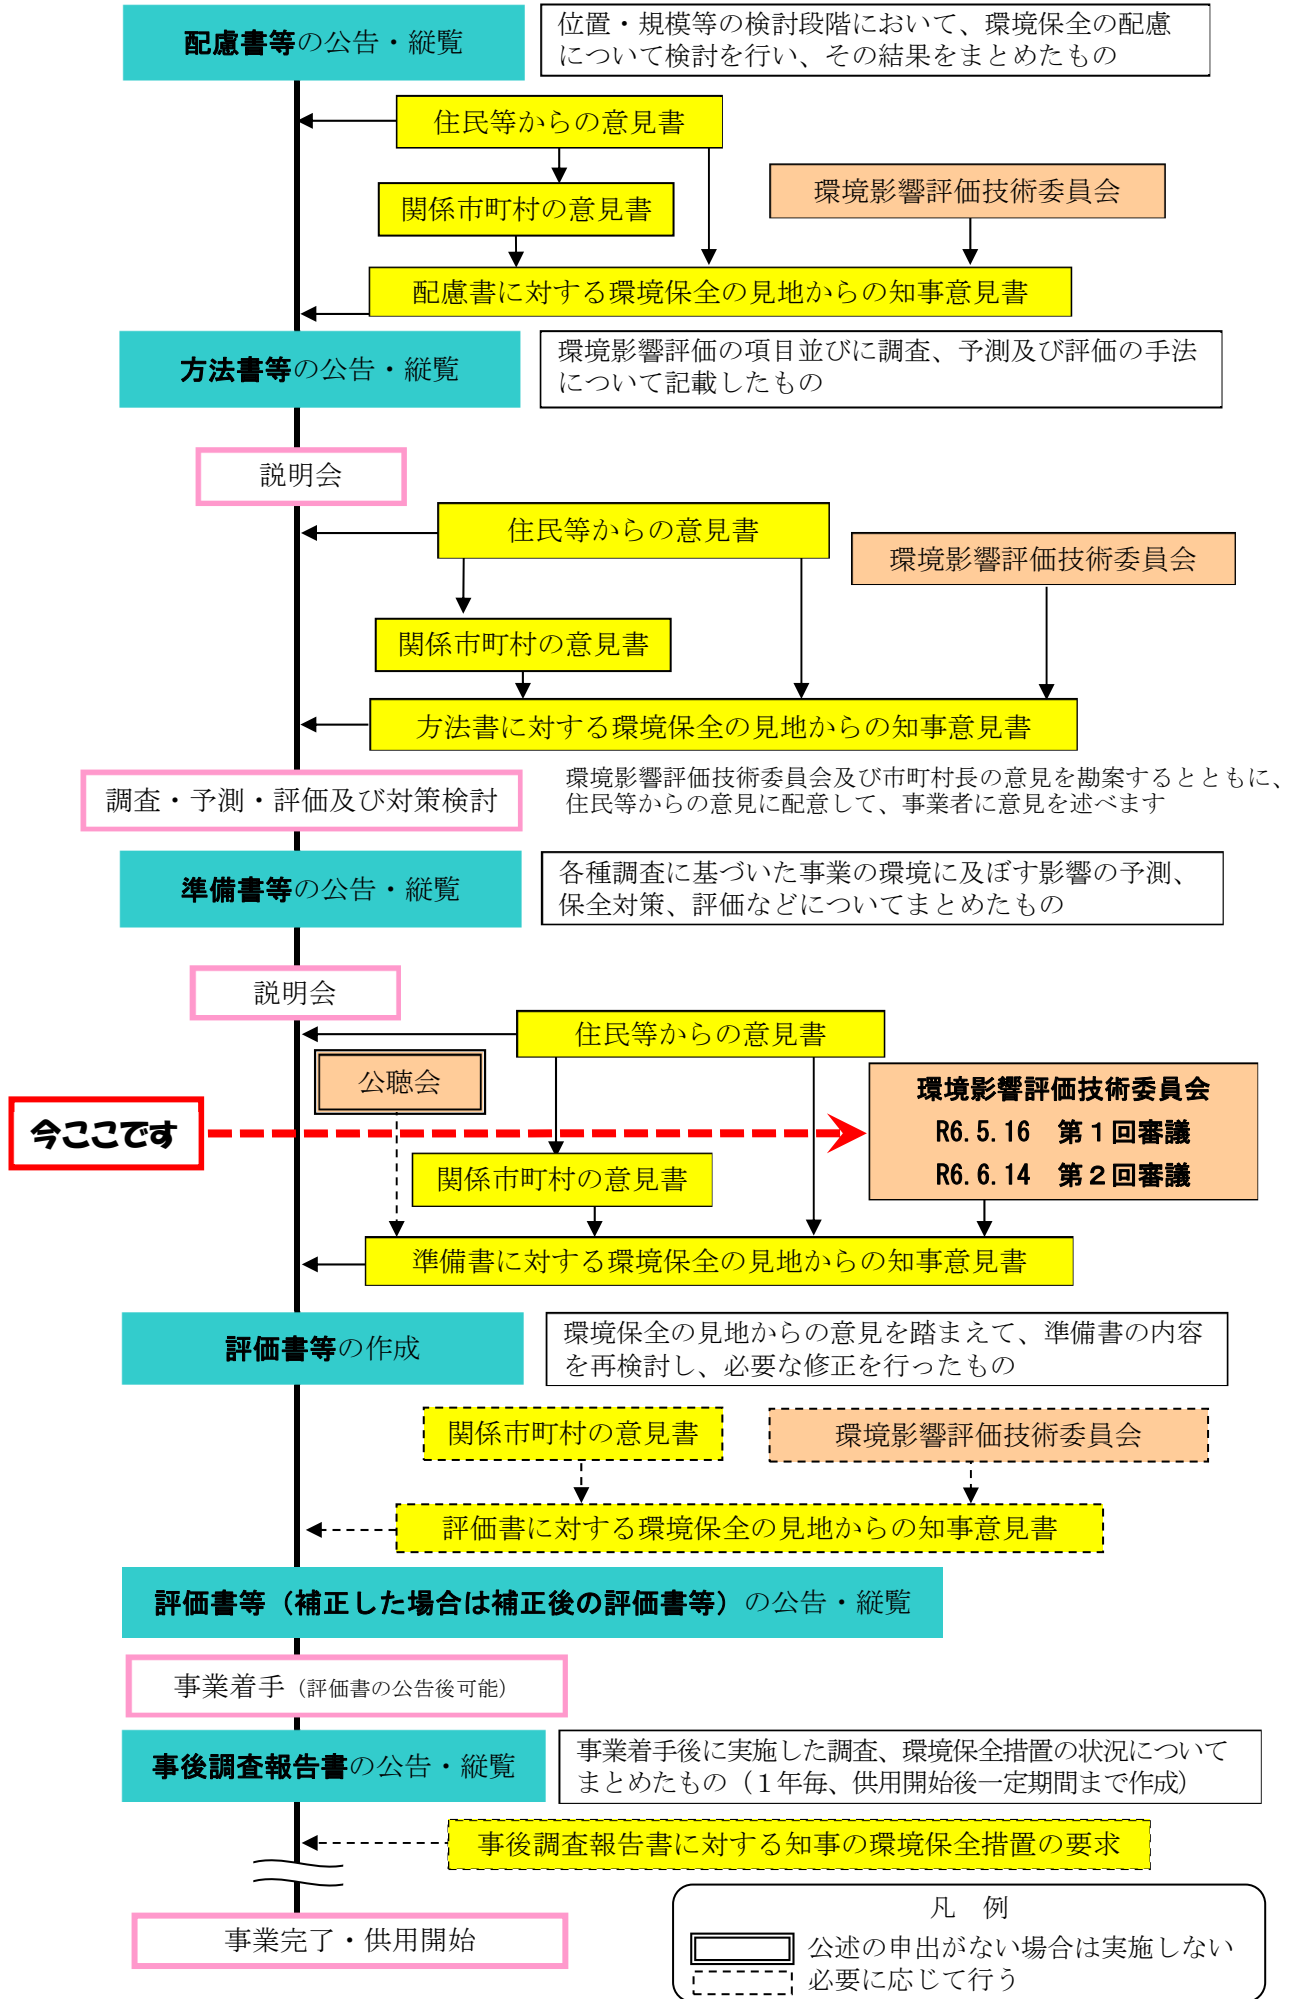 配慮書等の公告・縦覧
位置・規模等の検討段階において、環境保全の配慮
について検討を行い、その結果をまとめたもの
住民等からの意見書
環境影響評価技術委員会
関係市町村の意見書
配慮書に対する環境保全の見地からの知事意見書
方法書等の公告・縦覧
環境影響評価の項目並びに調査、予測及び評価の手法
について記載したもの
説明会
住民等からの意見書
環境影響評価技術委員会
関係市町村の意見書
方法書に対する環境保全の見地からの知事意見書
調査・予測・評価及び対策検討
環境影響評価技術委員会及び市町村長の意見を勘案するとともに、
住民等からの意見に配意して、事業者に意見を述べます
準備書等の公告・縦覧
各種調査に基づいた事業の環境に及ぼす影響の予測、
保全対策、評価などについてまとめたもの
説明会
住民等からの意見書
公聴会
環境影響評価技術委員会
R6.5.16　第１回審議
R6.6.14　第２回審議
今ここです
関係市町村の意見書
準備書に対する環境保全の見地からの知事意見書
評価書等の作成
環境保全の見地からの意見を踏まえて、準備書の内容
を再検討し、必要な修正を行ったもの
関係市町村の意見書
環境影響評価技術委員会
評価書に対する環境保全の見地からの知事意見書
評価書等（補正した場合は補正後の評価書等）の公告・縦覧
事業着手（評価書の公告後可能）
事後調査報告書の公告・縦覧
事業着手後に実施した調査、環境保全措置の状況について
まとめたもの（１年毎、供用開始後一定期間まで作成）
事後調査報告書に対する知事の環境保全措置の要求
事業完了・供用開始
凡　例
公述の申出がない場合は実施しない
必要に応じて行う